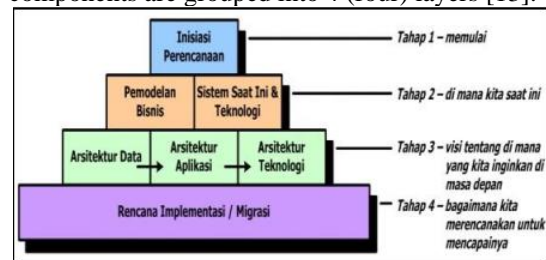 components are grouped into 4 (four) layers [13].
Inisiasi
Perencanaan
Tahap 1 – memulai
Pemodelan
Bisnis
Sistem Saat Ini &
Teknologi
Tahap 2 – di mana kita saat ini
Arsitektur Data
Arsitektur
Aplikasi
Arsitektur
Teknologi
Tahap 3 – visi tentang di mana
yang kita inginkan di
masa depan
Rencana Implementasi / Migrasi
Tahap 4 – bagaimana kita
merencanakan untuk
mencapainya